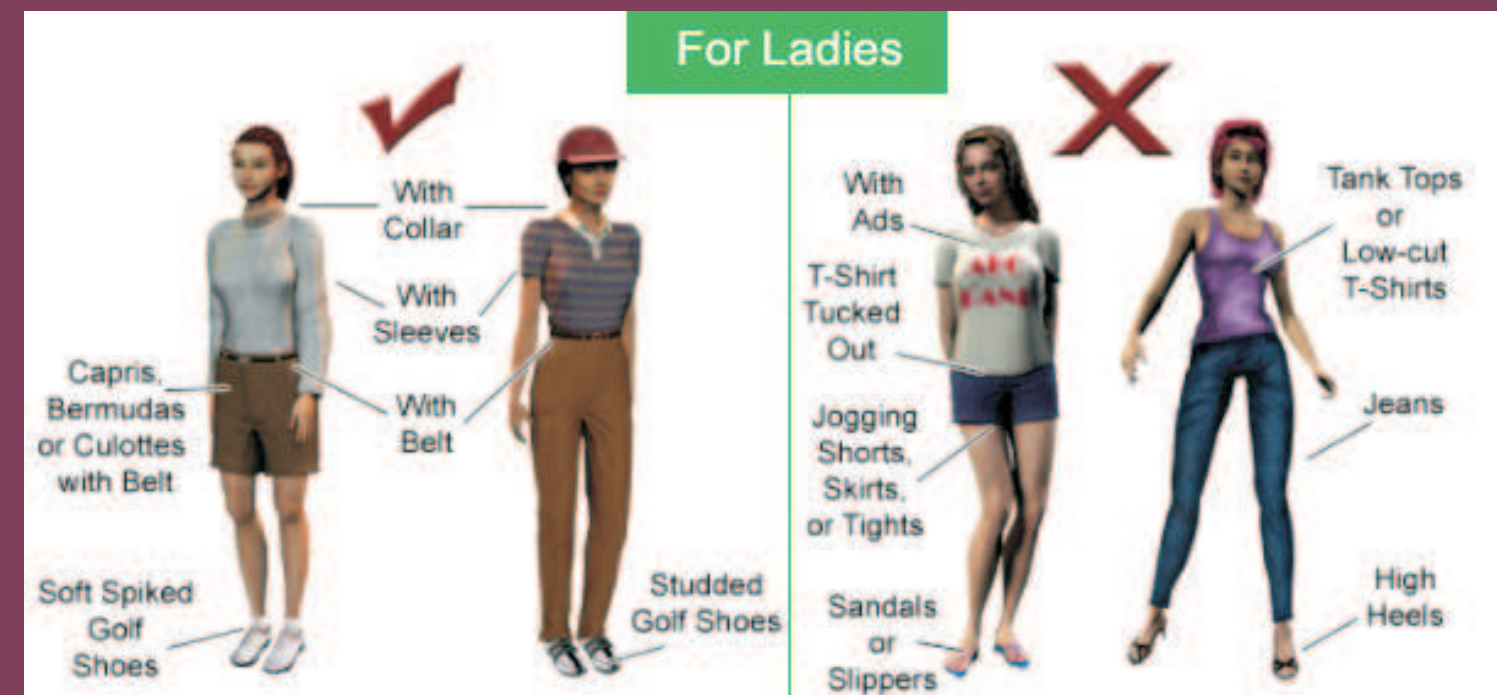 For Ladies
With
Collar
With
Sleeves
With
Belt
Capris,
Bermudas
or Culottes
with Belt
Soft Spiked
Golf
Shoes
Studded
Golf Shoes
With
Ads
T-Shirt
Tucked
Out
Jogging
Shorts,
Skirts,
or Tights
Sandals
or
Slippers
Tank Tops
or
Low-cut
T-Shirts
Jeans
High
Heels